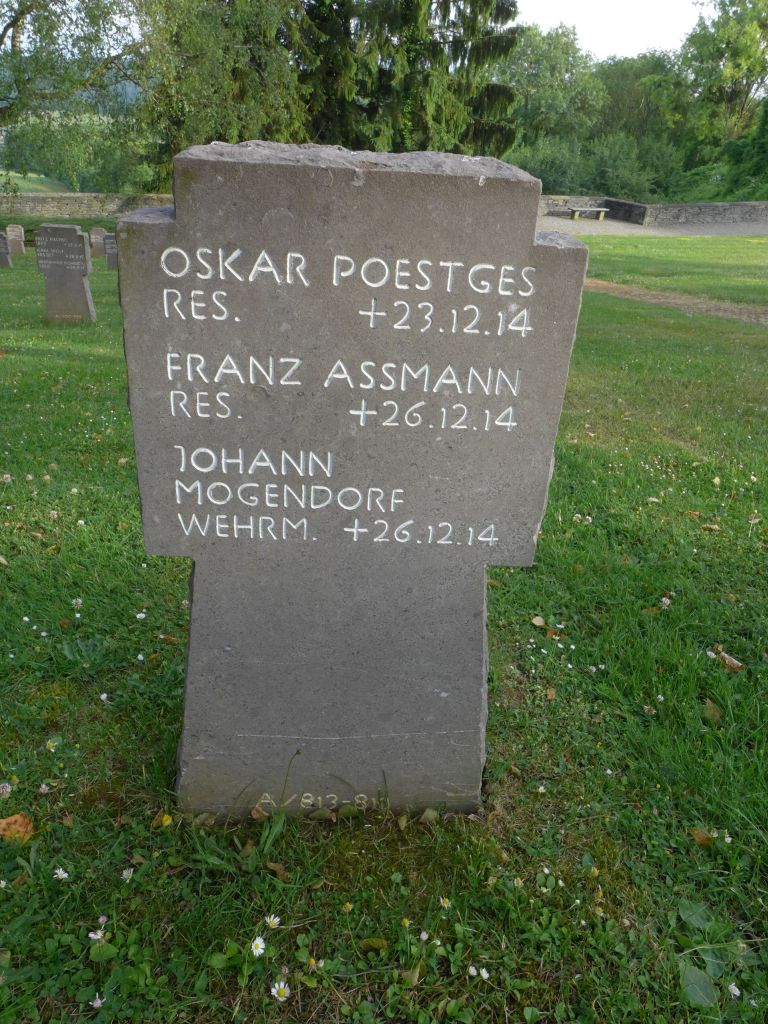 OSKAR POESTGES
RES. +23.12.14
FRANZ ASSMANN
RES. +26.12.14
JOHANN
MOGENDORF
WEHRM. +26.12.14